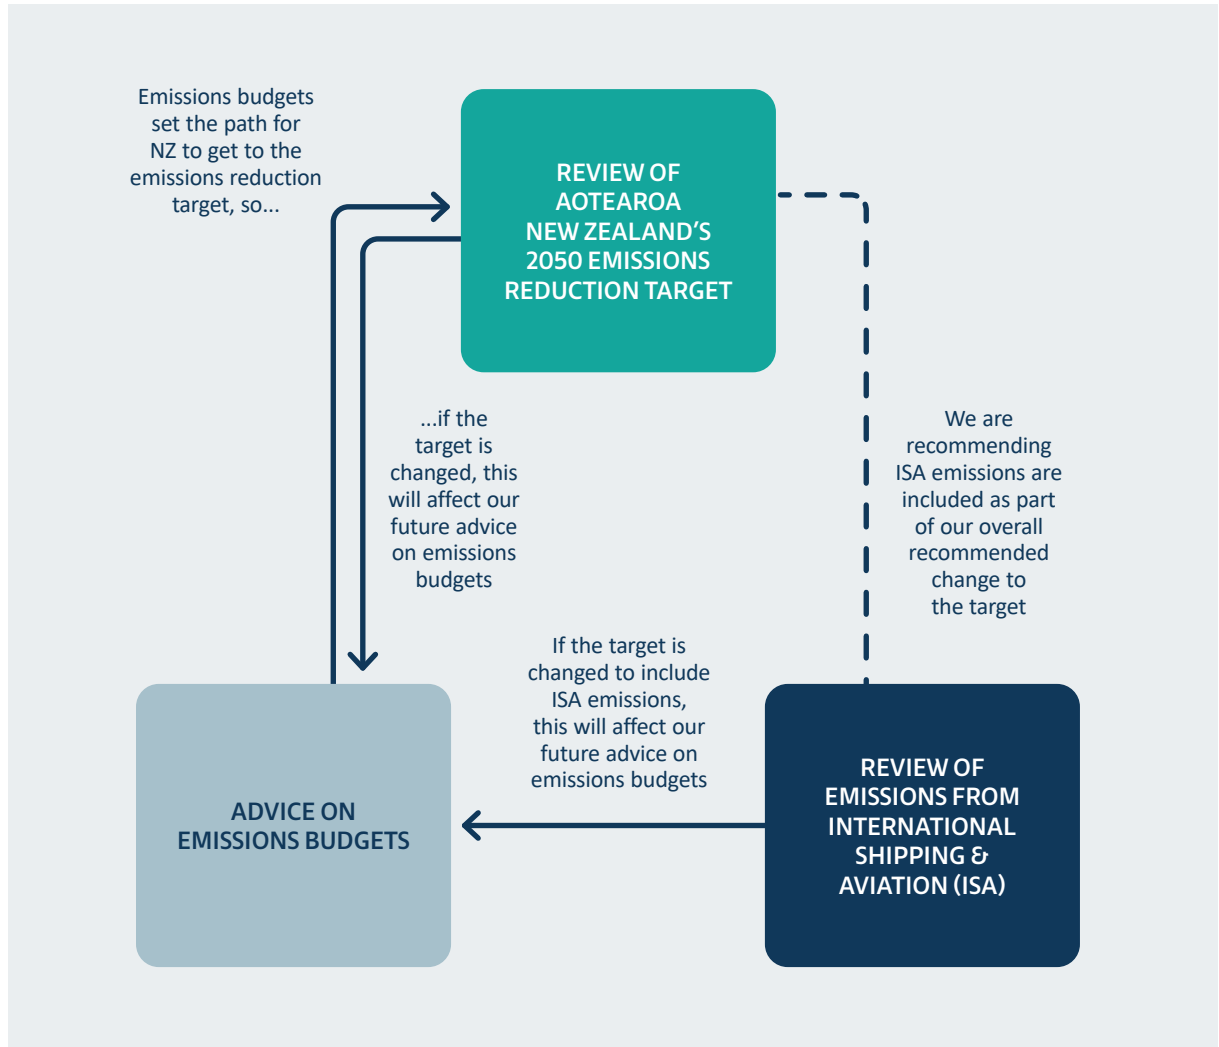 Emissions budgets
set the path for
NZ to get to the
emissions reduction
target, so...
REVIEW OF
AOTEAROA
NEW ZEALAND’S
2050 EMISSIONS
REDUCTION TARGET
...if the
target is
changed, this
will affect our
future advice
on emissions
budgets
We are
recommending
ISA emissions are
included as part
of our overall
recommended
change to
the target
If the target is
changed to include
ISA emissions,
this will affect our
future advice on
emissions budgets
ADVICE ON
EMISSIONS BUDGETS
REVIEW OF
EMISSIONS FROM
INTERNATIONAL
SHIPPING &
AVIATION (ISA)